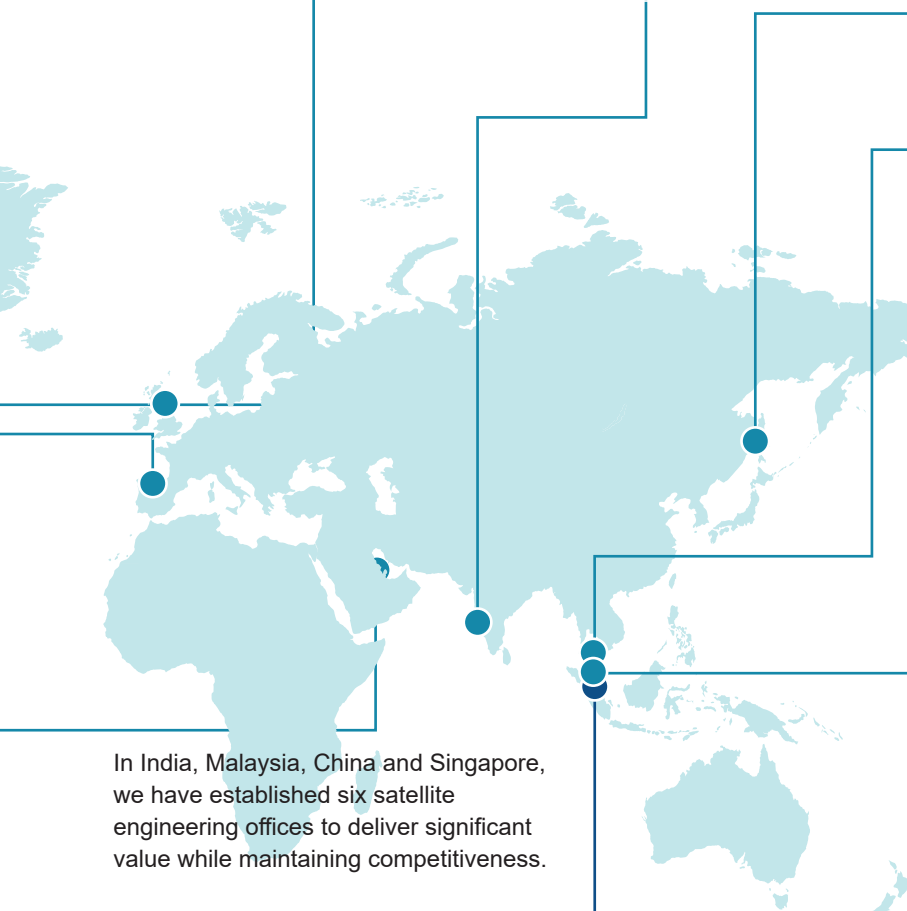 In India, Malaysia, China and Singapore,
we have established six satellite
engineering offices to deliver significant
value while maintaining competitiveness.